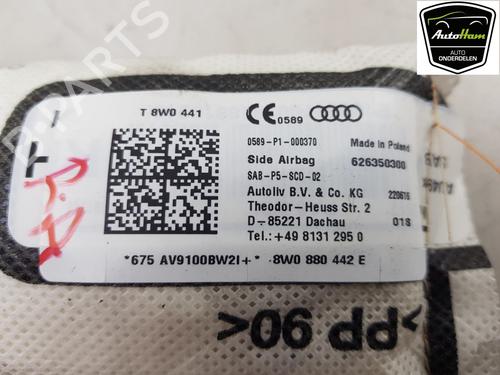 AutoHam
AUTO
ONDERDELEN
T 8W0 441
CE 0589
0589-P1-000370
Made in Poland
Side Airbag
626350300
SAB-P5-SCD-02
Autoliv B.V. & Co. KG
220616
Theodor-Heuss Str. 2
D-85221 Dachau
01S
Tel.:+49 8131 295 0
*675 AV9100BW2I+*
8W0 880 442 E
>PP 90<